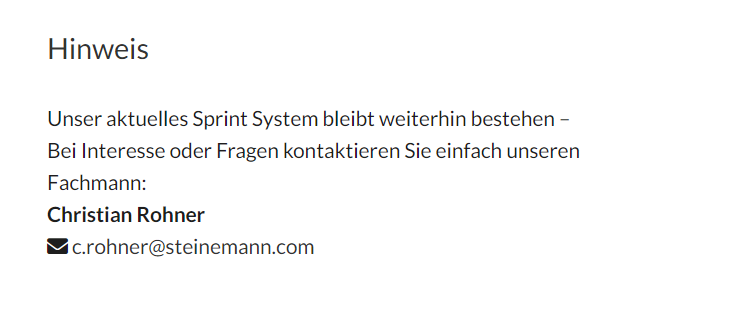 Hinweis
Unser aktuelles Sprint System bleibt weiterhin bestehen –
Bei Interesse oder Fragen kontaktieren Sie einfach unseren
Fachmann:
Christian Rohner
c.rohner@steinemann.com